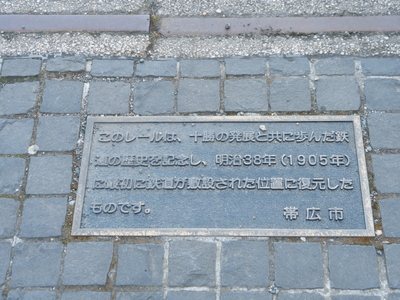 このレールは、十勝の発展と共に歩んだ鉄
道の歴史を記念し、明治38年（1905年）
に最初に鉄道が敷設された位置に復元した
ものです。
帯広市